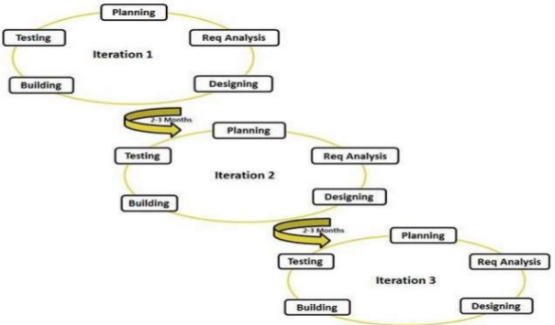 Planning
Testing
Req Analysis
Iteration 1
Building
Designing
2-3 Months
Planning
Testing
Req Analysis
Iteration 2
Building
Designing
2-3 Months
Planning
Testing
Req Analysis
Iteration 3
Building
Designing